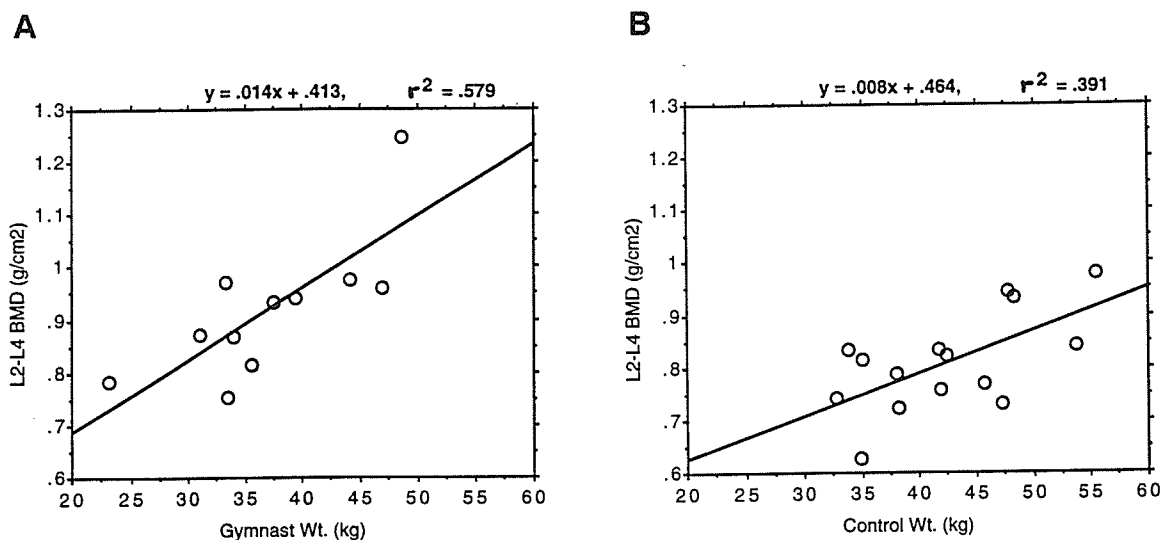 A
y = .014x + .413, r² = .579
1.3
1.2
1.1
1
.9
.8
.7
.6
L2-L4 BMD (g/cm2)
20 25 30 35 40 45 50 55 60
Gymnast Wt. (kg)
B
y = .008x + .464, r² = .391
1.3
1.2
1.1
1
.9
.8
.7
.6
L2-L4 BMD (g/cm2)
20 25 30 35 40 45 50 55 60
Control Wt. (kg)